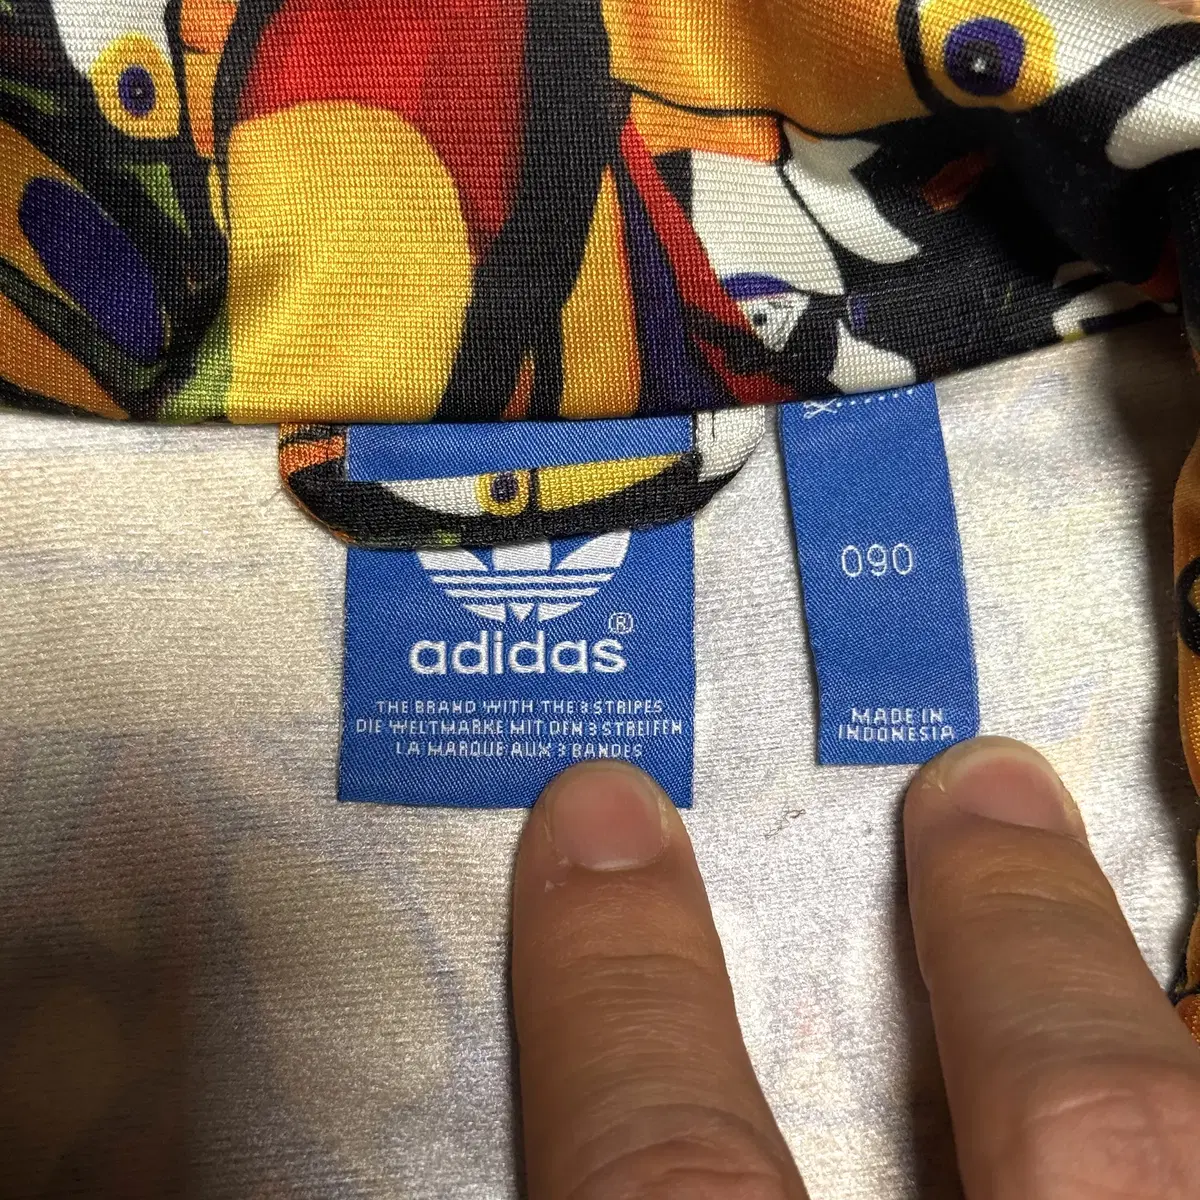 adidas®
THE BRAND WITH THE 3 STRIPES
DIE WELTMARKE MIT DEN 3 STREIFEN
LA MARQUE AUX 3 BANDES
090
MADE IN
INDONESIA